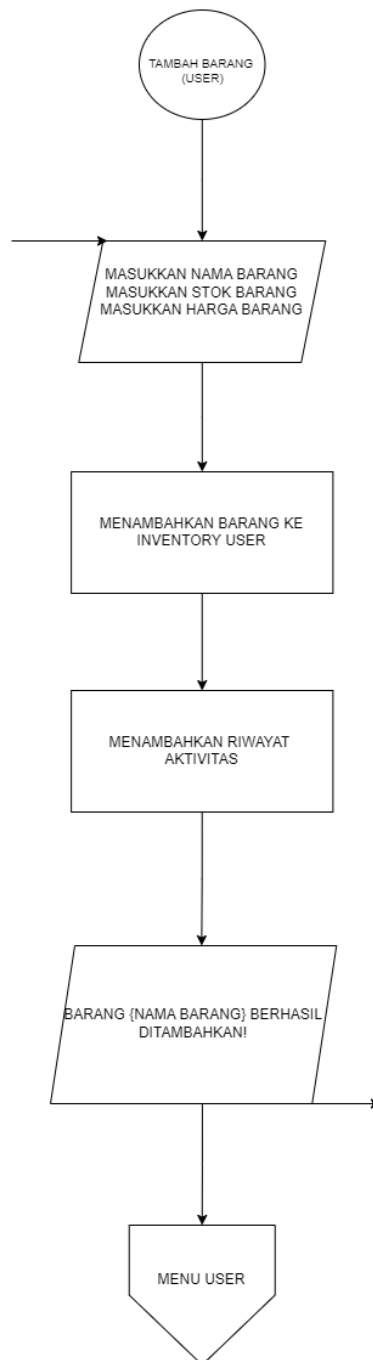 TAMBAH BARANG
(USER)
MASUKKAN NAMA BARANG
MASUKKAN STOK BARANG
MASUKKAN HARGA BARANG
MENAMBAHKAN BARANG KE
INVENTORY USER
MENAMBAHKAN RIWAYAT
AKTIVITAS
BARANG {NAMA BARANG} BERHASIL
DITAMBAHKAN!
MENU USER